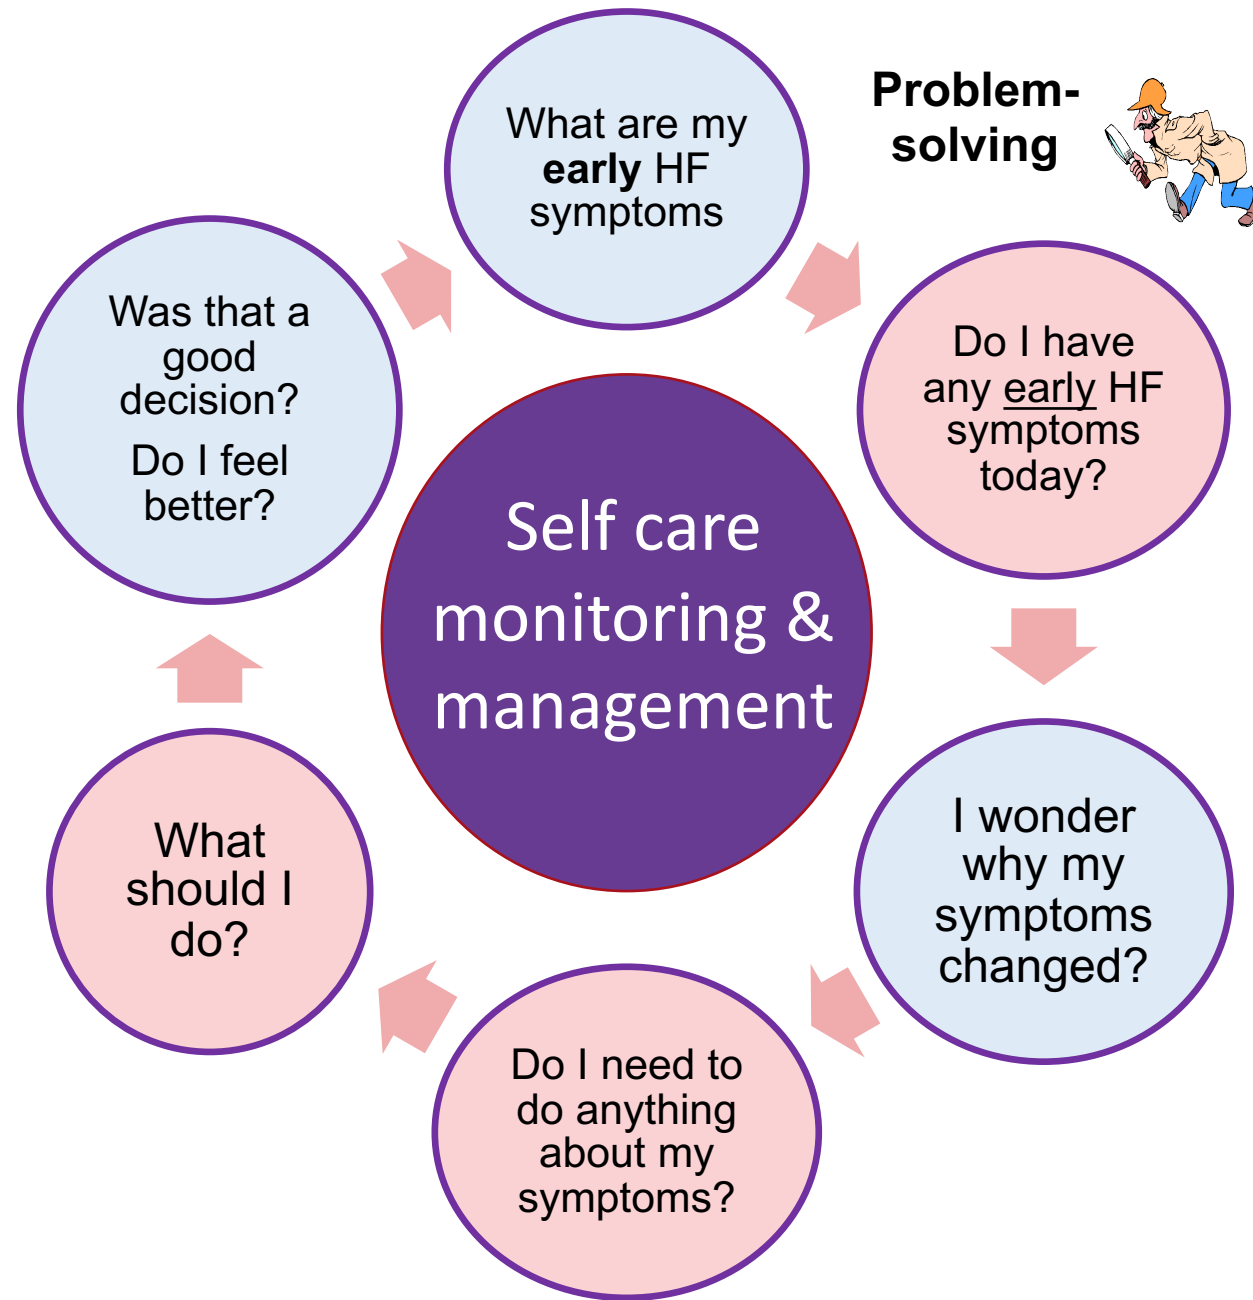 What are my
early HF
symptoms
Problem-
solving
Do I have
any early HF
symptoms
today?
I wonder
why my
symptoms
changed?
Do I need to
do anything
about my
symptoms?
What
should I
do?
Was that a
good
decision?
Do I feel
better?
Self care
monitoring &
management